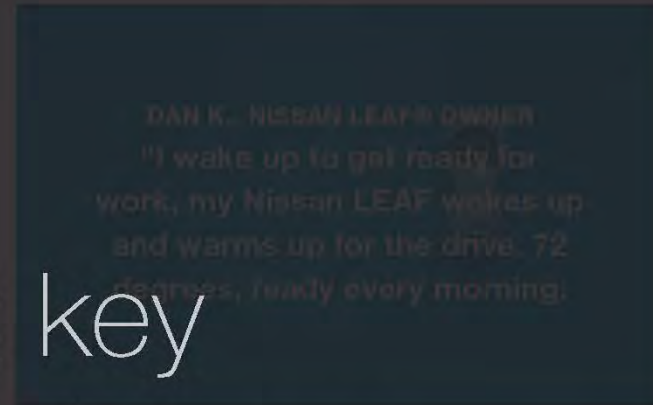 DAN K., NISSAN LEAF® OWNER
"I wake up to get ready for
work, my Nissan LEAF wakes up
and warms up for the drive. 72
degrees, ready every morning!
key